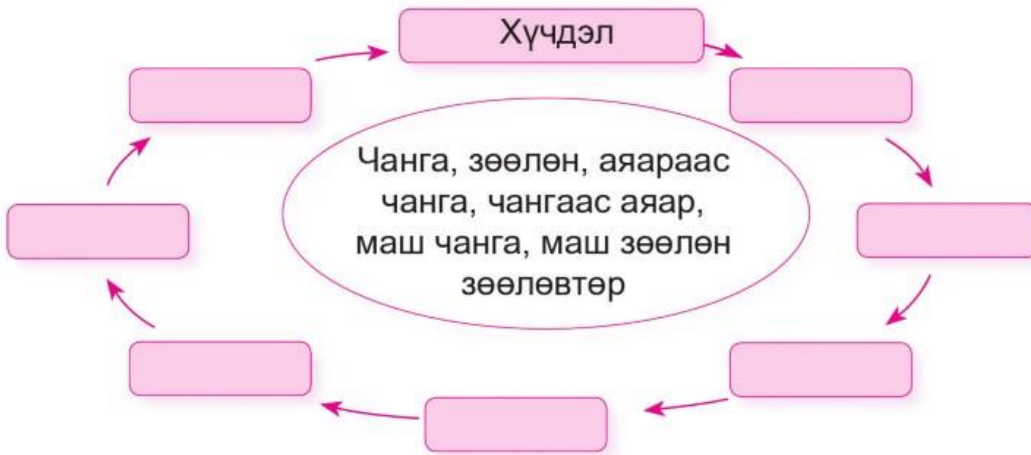 Хүчдэл
Чанга, зөөлөн, аяараас
чанга, чангаас аяар,
маш чанга, маш зөөлөн
зөөлөвтөр